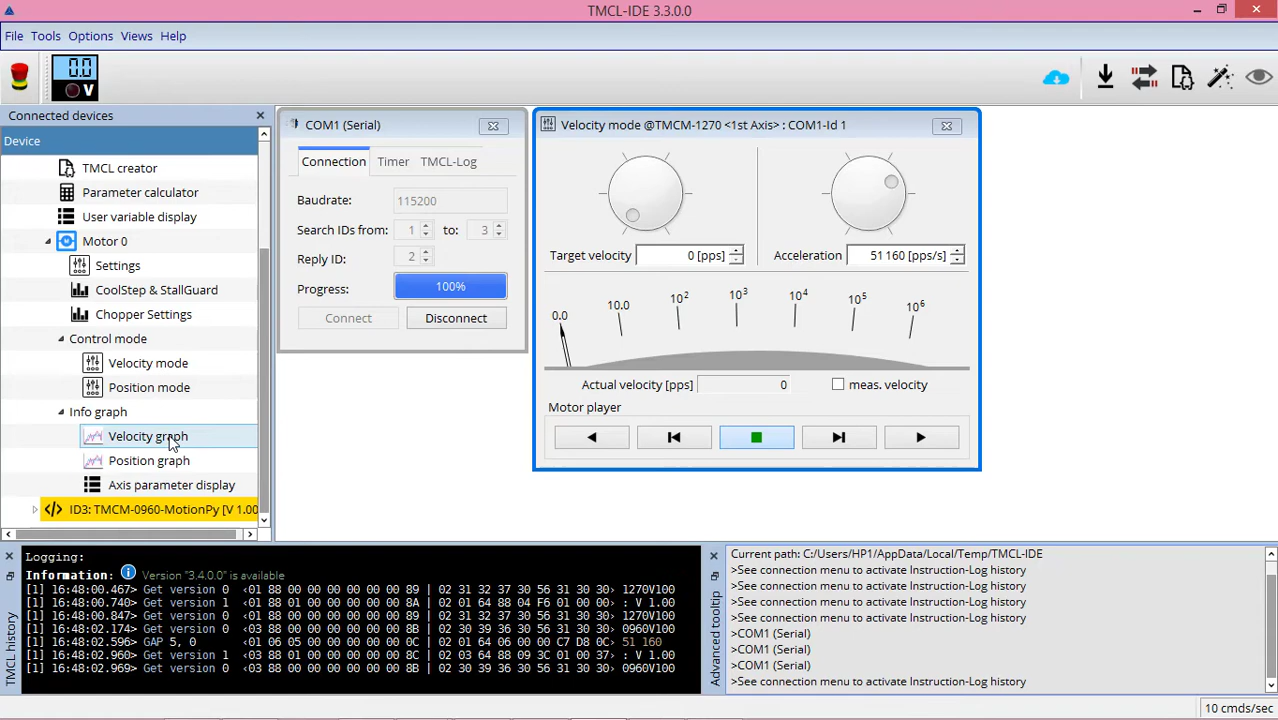 TMCL-IDE 3.3.0.0
File Tools Options Views Help
0.0
V
Connected devices
Device
TMCL creator
Parameter calculator
User variable display
Motor 0
Settings
CoolStep & StallGuard
Chopper Settings
Control mode
Velocity mode
Position mode
Info graph
Velocity graph
Position graph
Axis parameter display
ID3: TMCM-0960-MotionPy [V 1.00
COM1 (Serial)
Connection Timer TMCL-Log
Baudrate: 115200
Search IDs from: 1 to: 3
Reply ID: 2
Progress: 100%
Connect Disconnect
Velocity mode @TMCM-1270 <1st Axis> : COM1-Id 1
Target velocity 0 [pps] Acceleration 51 160 [pps/s]
0.0 10.0 10² 10³ 10⁴ 10⁵ 10⁶
Actual velocity [pps] 0 meas. velocity
Motor player
TMCL history
Logging:
Information: Version "3.4.0.0" is available
[1] 16:48:00.467> Get version 0 ‹01 88 00 00 00 00 00 00 89 | 02 31 32 37 30 56 31 30 30› 1270V100
[1] 16:48:00.740> Get version 1 ‹01 88 01 00 00 00 00 00 8A | 02 01 64 88 04 F6 01 00 00› : V 1.00
[1] 16:48:00.847> Get version 0 ‹01 88 00 00 00 00 00 00 89 | 02 31 32 37 30 56 31 30 30› 1270V100
[1] 16:48:02.174> Get version 0 ‹03 88 00 00 00 00 00 00 8B | 02 30 39 36 30 56 31 30 30› 0960V100
[1] 16:48:02.596> GAP 5, 0 ‹01 06 05 00 00 00 00 00 0C | 02 01 64 06 00 00 C7 D8 0C› 51 160
[1] 16:48:02.960> Get version 1 ‹03 88 01 00 00 00 00 00 8C | 02 03 64 88 09 3C 01 00 37› : V 1.00
[1] 16:48:02.969> Get version 0 ‹03 88 00 00 00 00 00 00 8B | 02 30 39 36 30 56 31 30 30› 0960V100
Advanced tooltip
Current path: C:/Users/HP1/AppData/Local/Temp/TMCL-IDE
>See connection menu to activate Instruction-Log history
>See connection menu to activate Instruction-Log history
>See connection menu to activate Instruction-Log history
>See connection menu to activate Instruction-Log history
>COM1 (Serial)
>COM1 (Serial)
>COM1 (Serial)
>See connection menu to activate Instruction-Log history
10 cmds/sec